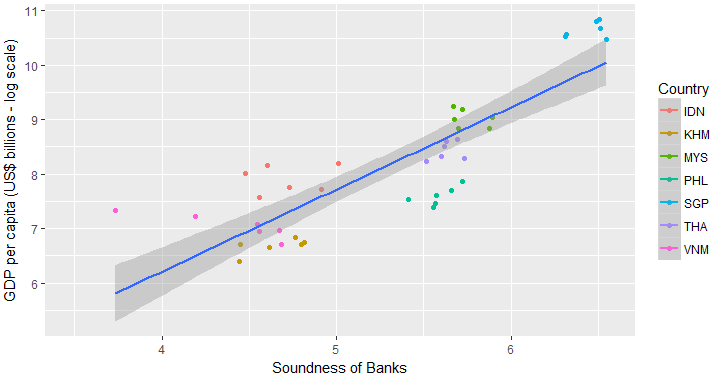 GDP per capita (US$ billions - log scale)
11
10
9
8
7
6
4
5
6
Soundness of Banks
Country
IDN
KHM
MYS
PHL
SGP
THA
VNM